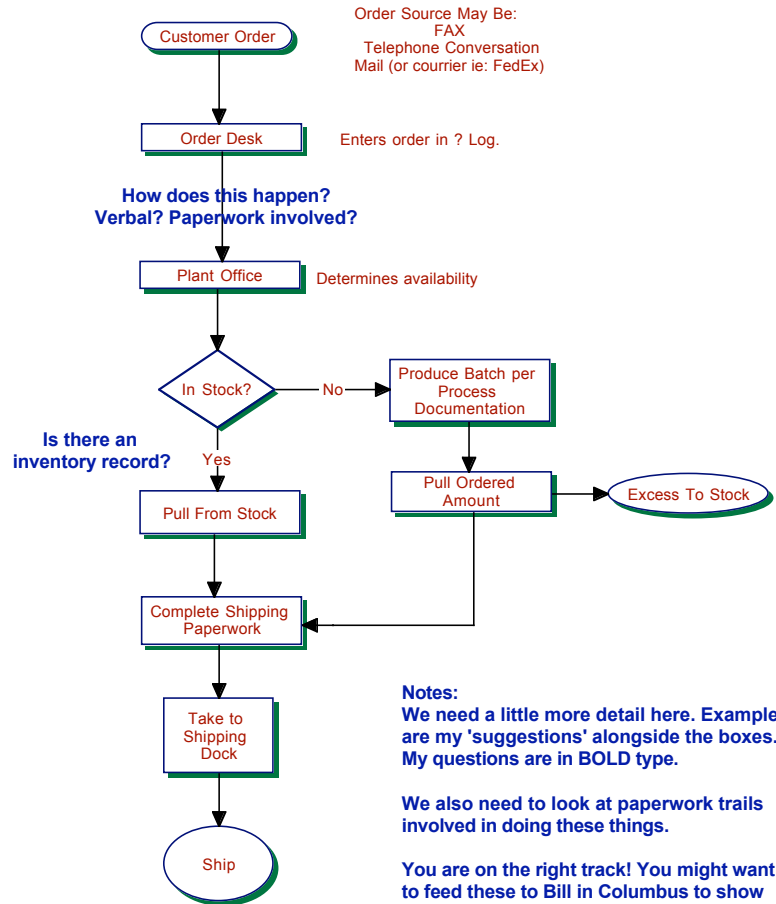 Customer Order
Order Source May Be:
FAX
Telephone Conversation
Mail (or courrier ie: FedEx)
Order Desk
Enters order in ? Log.
How does this happen?
Verbal? Paperwork involved?
Plant Office
Determines availability
In Stock?
No
Produce Batch per
Process
Documentation
Is there an
inventory record?
Yes
Pull From Stock
Pull Ordered
Amount
Excess To Stock
Complete Shipping
Paperwork
Take to
Shipping
Dock
Ship
Notes:
We need a little more detail here. Example
are my 'suggestions' alongside the boxes.
My questions are in BOLD type.
We also need to look at paperwork trails
involved in doing these things.
You are on the right track! You might want
to feed these to Bill in Columbus to show